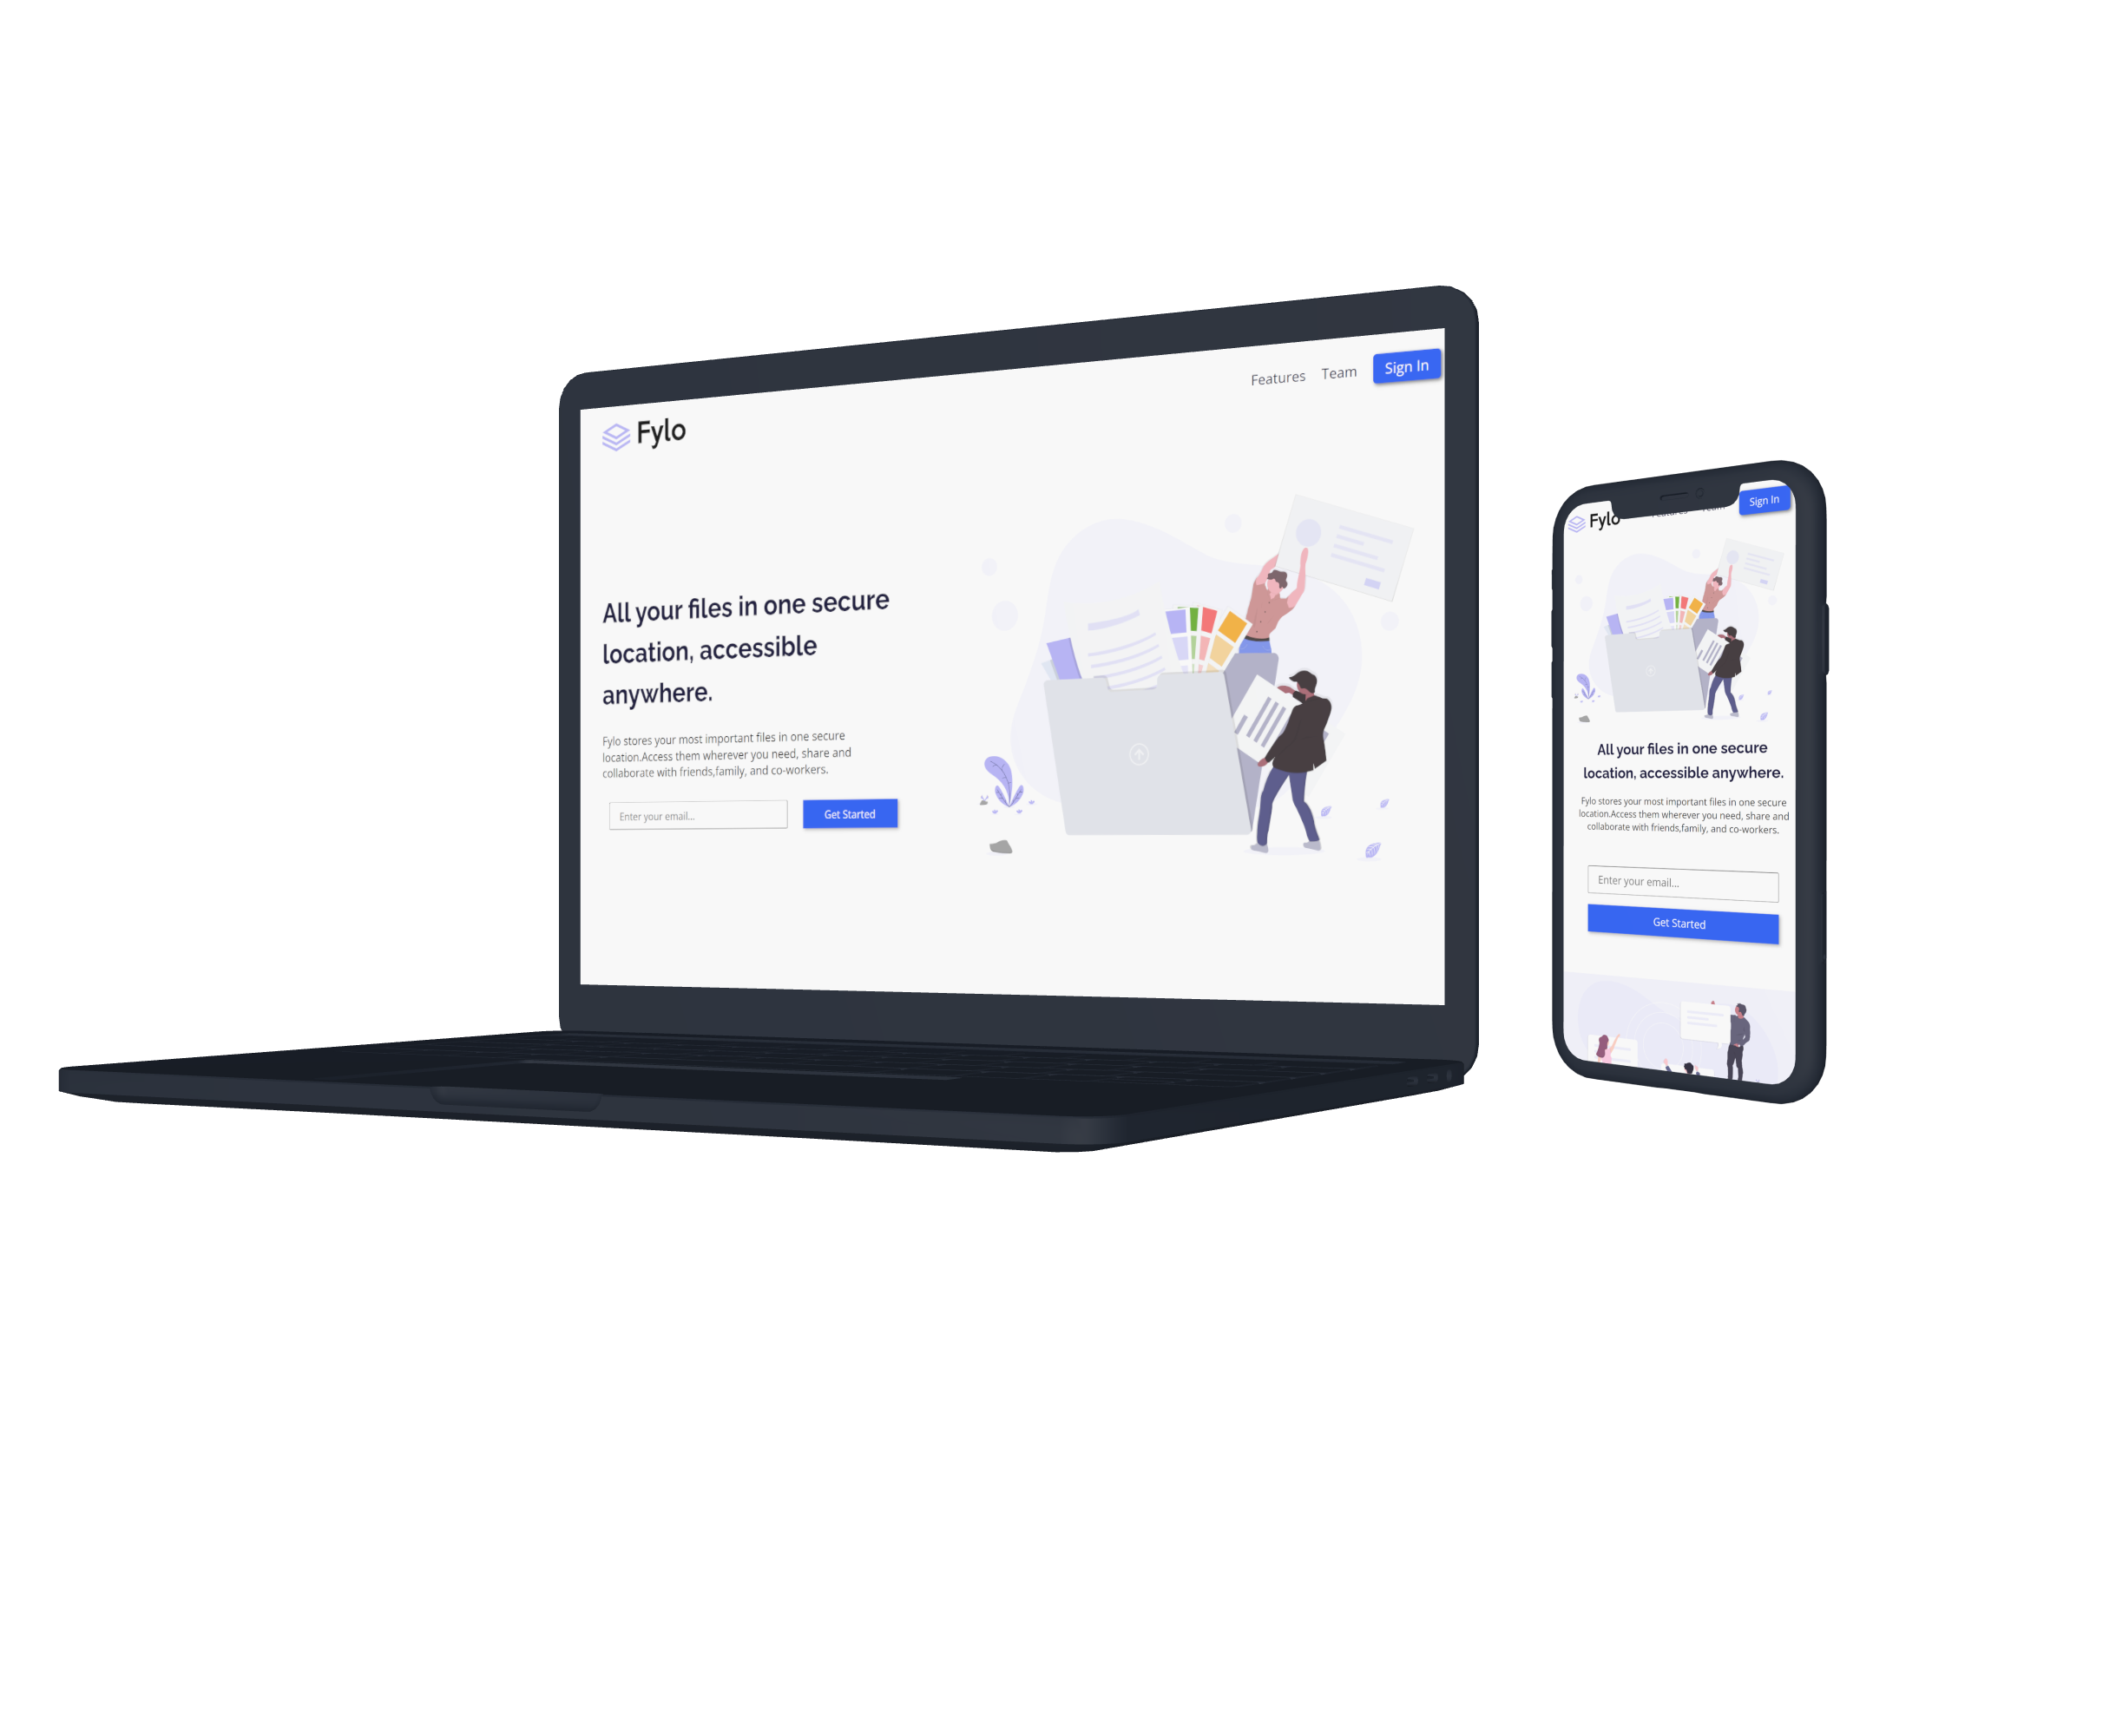 Features Team Sign In
Fylo
All your files in one secure
location, accessible
anywhere.
Fylo stores your most important files in one secure
location.Access them wherever you need, share and
collaborate with friends,family, and co-workers.
Enter your email...
Get Started
Fylo
Sign In
All your files in one secure
location, accessible anywhere.
Fylo stores your most important files in one secure
location.Access them wherever you need, share and
collaborate with friends,family, and co-workers.
Enter your email...
Get Started